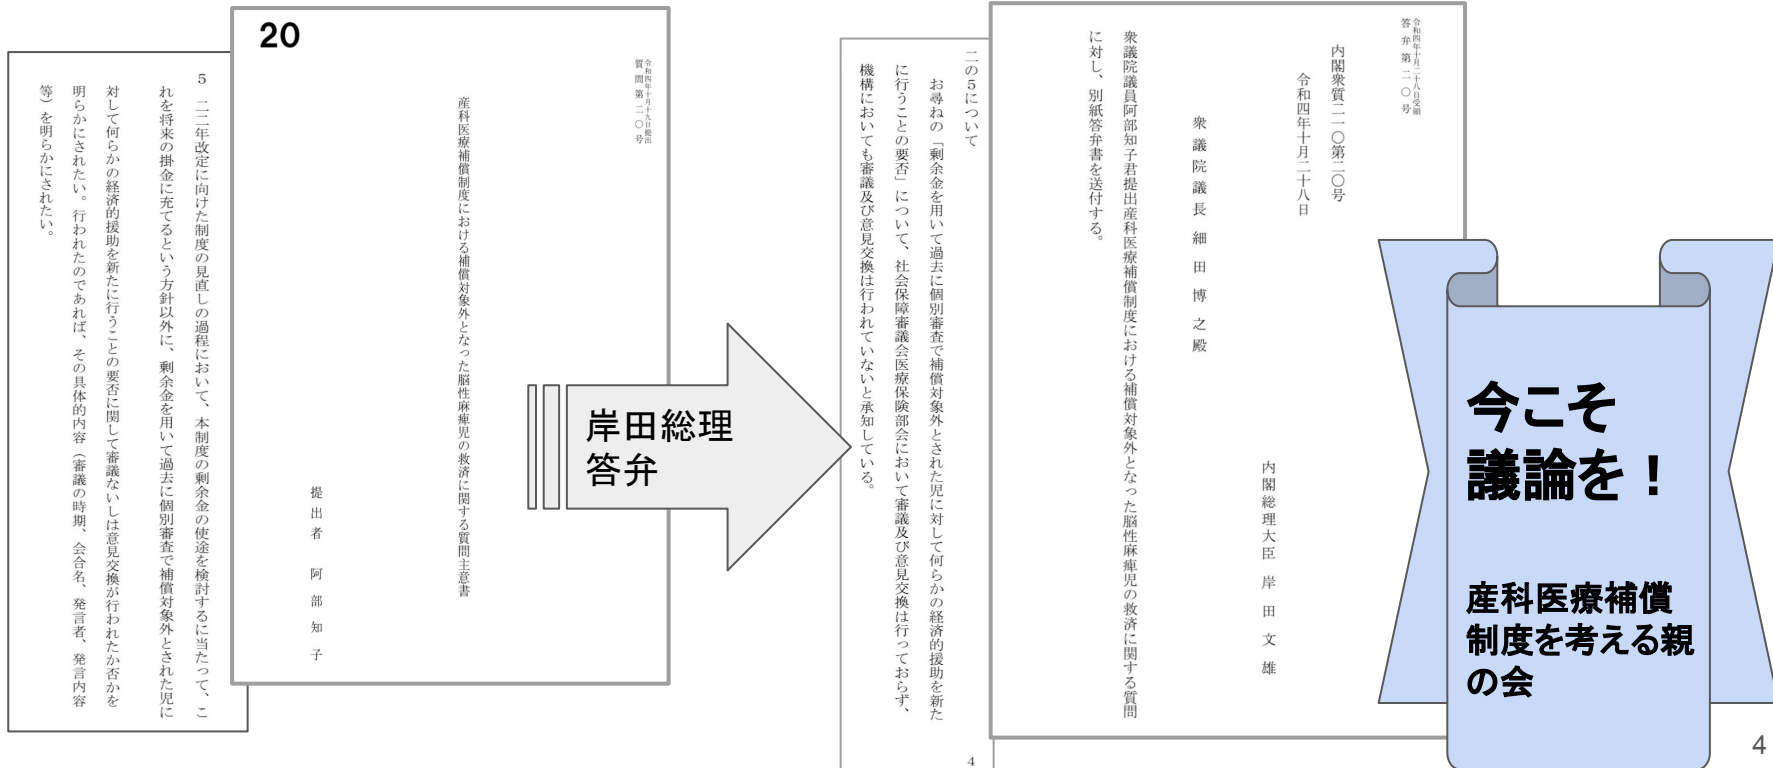 5　二二年改定に向けた制度の見直しの過程において、本制度の剰余金の使途を検討するに当たって、こ
れを将来の掛金に充てるという方針以外に、剰余金を用いて過去に個別審査で補償対象外とされた児に
対して何らかの経済的援助を新たに行うことの要否に関して審議ないしは意見交換が行われたか否かを
明らかにされたい。行われたのであれば、その具体的内容（審議の時期、会合名、発言者、発言内容
等）を明らかにされたい。
20
令和四年十月十九日提出
質問第二〇号
産科医療補償制度における補償対象外となった脳性麻痺児の救済に関する質問主意書
提出者　阿部知子
岸田総理
答弁
二の5について
お尋ねの「剰余金を用いて過去に個別審査で補償対象外とされた児に対して何らかの経済的援助を新た
に行うことの要否」について、社会保障審議会医療保険部会において審議及び意見交換は行っておらず、
機構においても審議及び意見交換は行われていないと承知している。
4
令和四年十月二十八日受領
答弁第二〇号
内閣衆質二一〇第二〇号
令和四年十月二十八日
内閣総理大臣　岸田文雄
衆議院議長　細田博之殿
衆議院議員阿部知子君提出産科医療補償制度における補償対象外となった脳性麻痺児の救済に関する質問
に対し、別紙答弁書を送付する。
今こそ
議論を！
産科医療補償
制度を考える親
の会
4